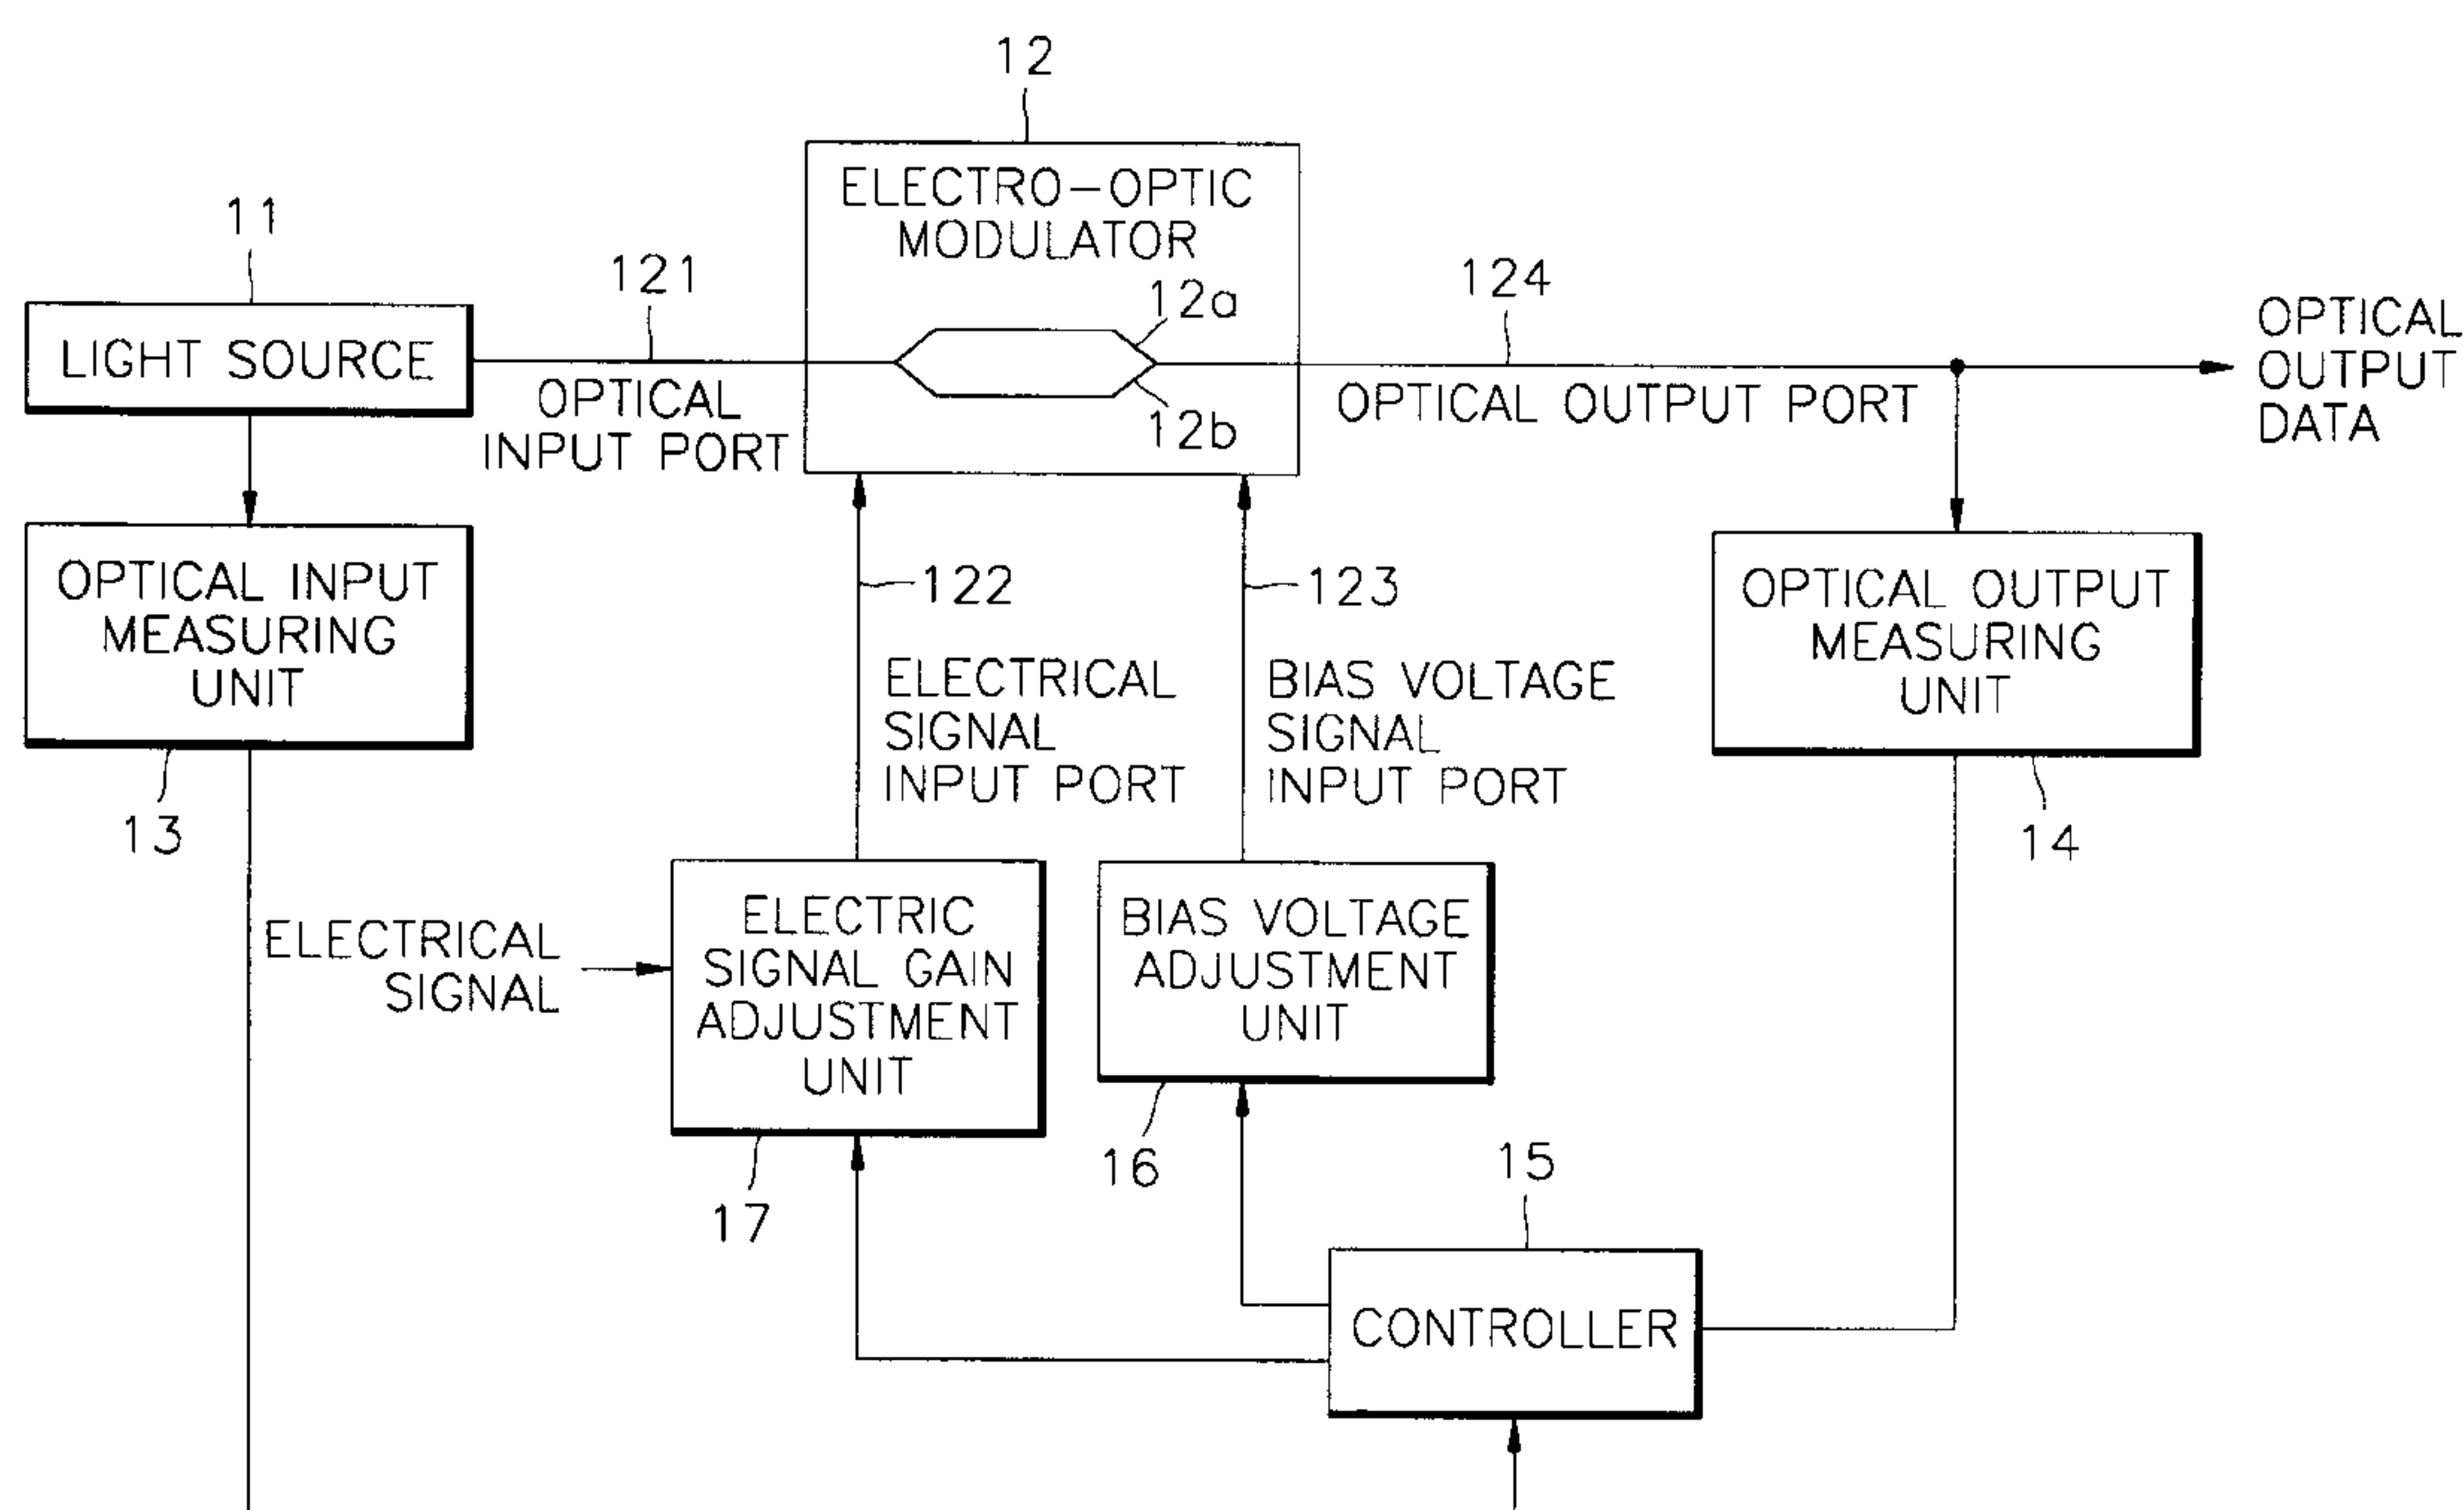 12
ELECTRO-OPTIC
MODULATOR
12a
12b
11
LIGHT SOURCE
121
OPTICAL
INPUT PORT
124
OPTICAL OUTPUT PORT
OPTICAL
OUTPUT
DATA
OPTICAL INPUT
MEASURING
UNIT
13
122
ELECTRICAL
SIGNAL
INPUT PORT
123
BIAS VOLTAGE
SIGNAL
INPUT PORT
OPTICAL OUTPUT
MEASURING
UNIT
14
ELECTRICAL
SIGNAL
ELECTRIC
SIGNAL GAIN
ADJUSTMENT
UNIT
17
BIAS VOLTAGE
ADJUSTMENT
UNIT
16
15
CONTROLLER